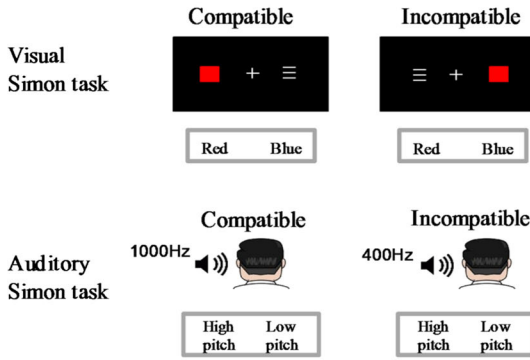 Compatible Incompatible
Visual
Simon task
Red Blue Red Blue
Compatible Incompatible
1000Hz 400Hz
Auditory
Simon task
High Low High Low
pitch pitch pitch pitch